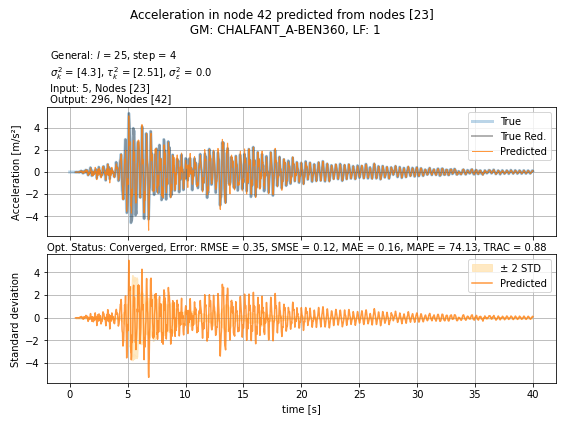 Acceleration in node 42 predicted from nodes [23]
GM: CHALFANT_A-BEN360, LF: 1
General: l = 25, step = 4
σ²ₖ = [4.3], τ²ₖ = [2.51], σ²ε = 0.0
Input: 5, Nodes [23]
Output: 296, Nodes [42]
Acceleration [m/s²]
4
2
0
−2
−4
True
True Red.
Predicted
Opt. Status: Converged, Error: RMSE = 0.35, SMSE = 0.12, MAE = 0.16, MAPE = 74.13, TRAC = 0.88
Standard deviation
4
2
0
−2
−4
± 2 STD
Predicted
0 5 10 15 20 25 30 35 40
time [s]